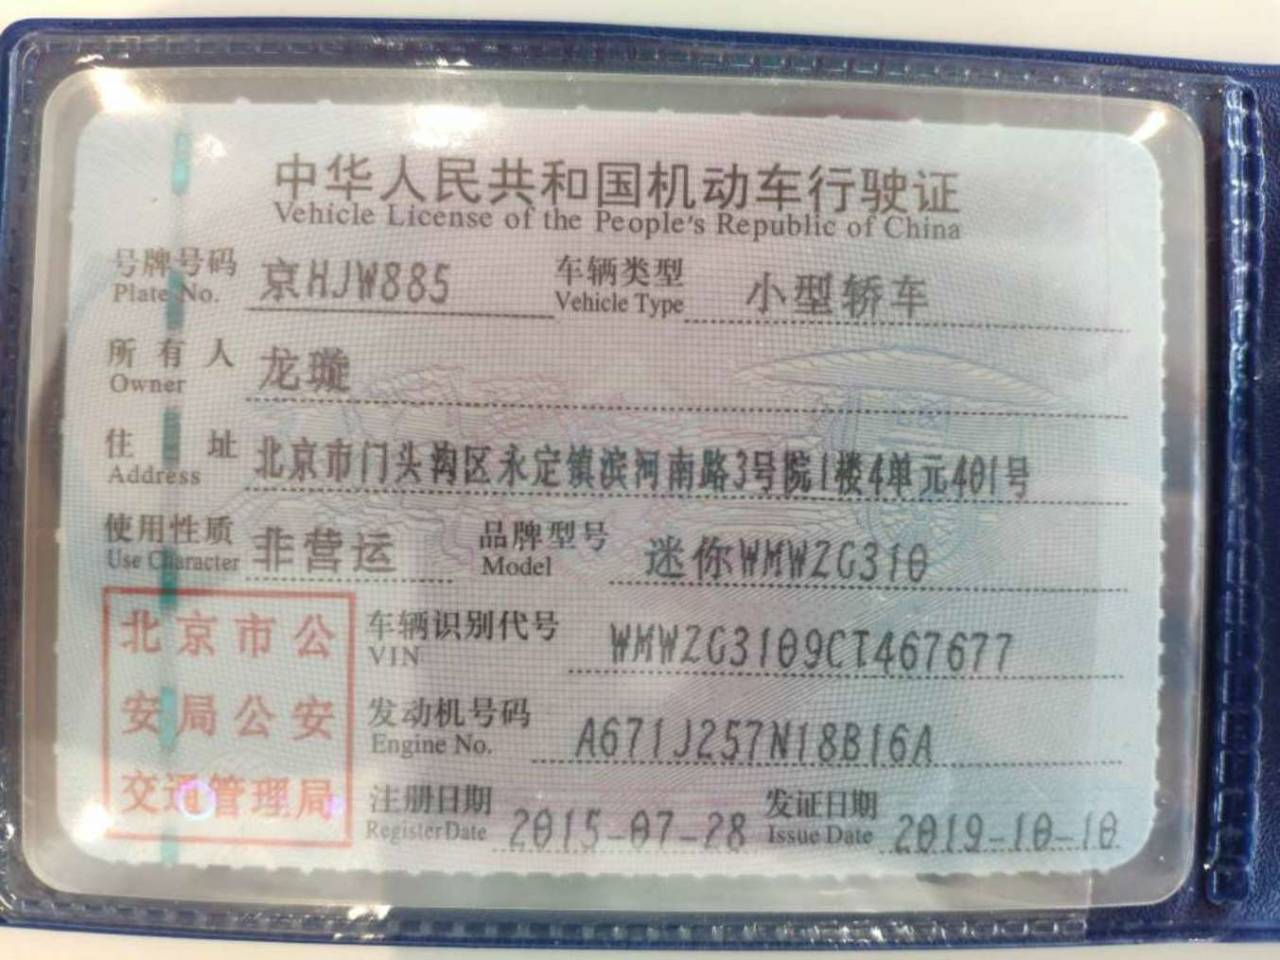 中华人民共和国机动车行驶证
Vehicle License of the People's Republic of China
号牌号码 京HJW885 车辆类型 小型轿车
Plate No. Vehicle Type
所有人 龙璇
Owner
住址 北京市门头沟区永定镇滨河南路3号院1楼4单元401号
Address
使用性质 非营运 品牌型号 迷你WMWZG310
Use Character Model
北京市公 车辆识别代号 WMWZG3109CT467677
VIN
安局公安 发动机号码 A671J257N18B16A
Engine No.
交通管理局 注册日期 2015-07-28 发证日期 2019-10-10
Register Date Issue Date